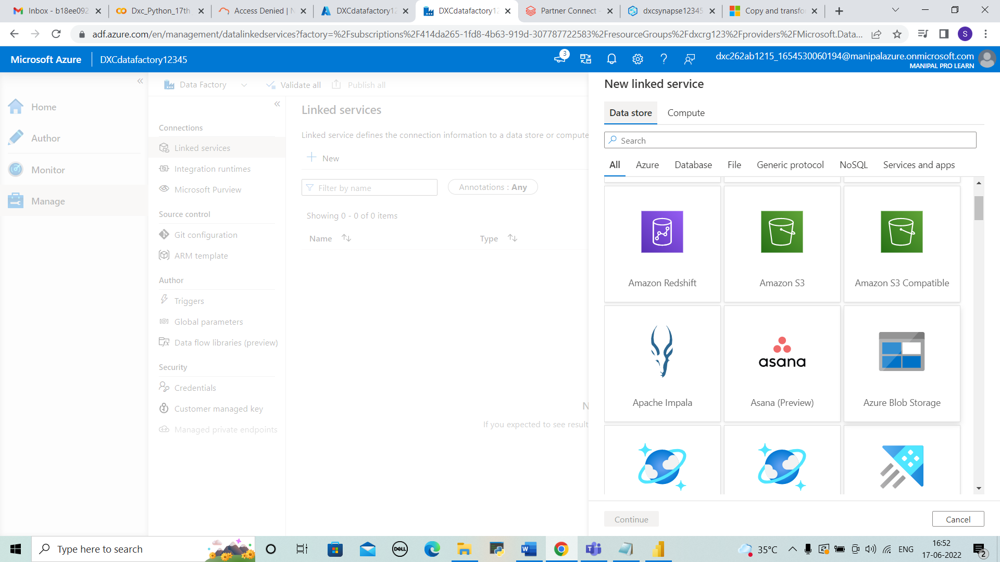 Inbox - b18ee092
Dxc_Python_17th
Access Denied | N
DXCdatafactory12
DXCdatafactory12
Partner Connect -
dxcsynapse12345
Copy and transfo
adf.azure.com/en/management/datalinkedservices?factory=%2Fsubscriptions%2F414da265-1fd8-4b63-919d-307787722583%2FresourceGroups%2Fdxcrg123%2Fproviders%2FMicrosoft.Data...
S
Microsoft Azure
DXCdatafactory12345
3
dxc262ab1215_1654530060194@manipalazure.onmicrosoft.com
MANIPAL PRO LEARN
Home
Author
Monitor
Manage
Data Factory
Validate all
Publish all
Connections
Linked services
Integration runtimes
Microsoft Purview
Source control
Git configuration
ARM template
Author
Triggers
Global parameters
Data flow libraries (preview)
Security
Credentials
Customer managed key
Managed private endpoints
Linked services
Linked service defines the connection information to a data store or compute
New
Filter by name
Annotations : Any
Showing 0 - 0 of 0 items
Name
Type
N
If you expected to see result
New linked service
Data store
Compute
Search
All
Azure
Database
File
Generic protocol
NoSQL
Services and apps
Amazon Redshift
Amazon S3
Amazon S3 Compatible
asana
Apache Impala
Asana (Preview)
Azure Blob Storage
Continue
Cancel
Type here to search
DELL
W
35°C
ENG
16:52
17-06-2022
2